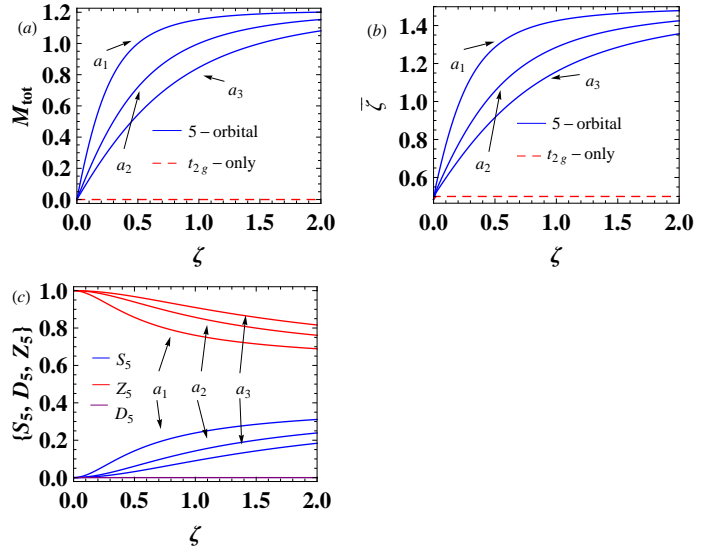 (a)
M_tot
1.2
1.0
0.8
0.6
0.4
0.2
0.0
a₁
a₂
a₃
5−orbital
t₂g−only
0.0 0.5 1.0 1.5 2.0
ζ
(b)
ζ̅
1.4
1.2
1.0
0.8
0.6
a₁
a₂
a₃
5−orbital
t₂g−only
0.0 0.5 1.0 1.5 2.0
ζ
(c)
{S₅, D₅, Z₅}
1.0
0.8
0.6
0.4
0.2
0.0
S₅
Z₅
D₅
a₁ a₂ a₃
0.0 0.5 1.0 1.5 2.0
ζ